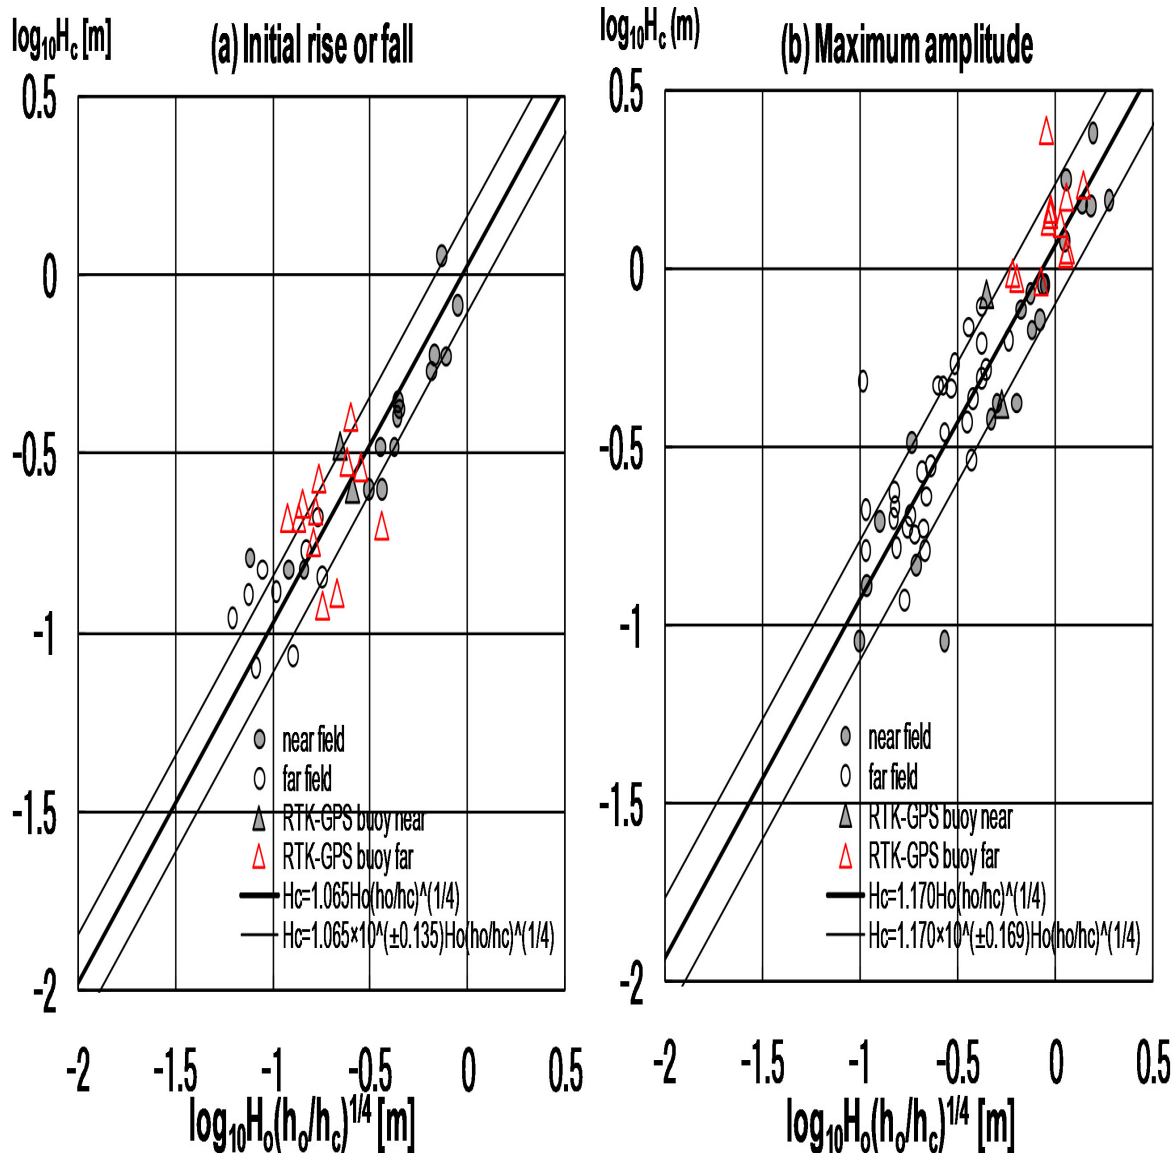 log10Hc [m]
(a) Initial rise or fall
0.5
0
-0.5
-1
-1.5
-2
near field
far field
RTK-GPS buoy near
RTK-GPS buoy far
Hc=1.065Ho(ho/hc)^(1/4)
Hc=1.065×10^(±0.135)Ho(ho/hc)^(1/4)
-2 -1.5 -1 -0.5 0 0.5
log10Ho(ho/hc)1/4 [m]
log10Hc (m)
(b) Maximum amplitude
0.5
0
-0.5
-1
-1.5
-2
near field
far field
RTK-GPS buoy near
RTK-GPS buoy far
Hc=1.170Ho(ho/hc)^(1/4)
Hc=1.170×10^(±0.169)Ho(ho/hc)^(1/4)
-2 -1.5 -1 -0.5 0 0.5
log10Ho(ho/hc)1/4 [m]